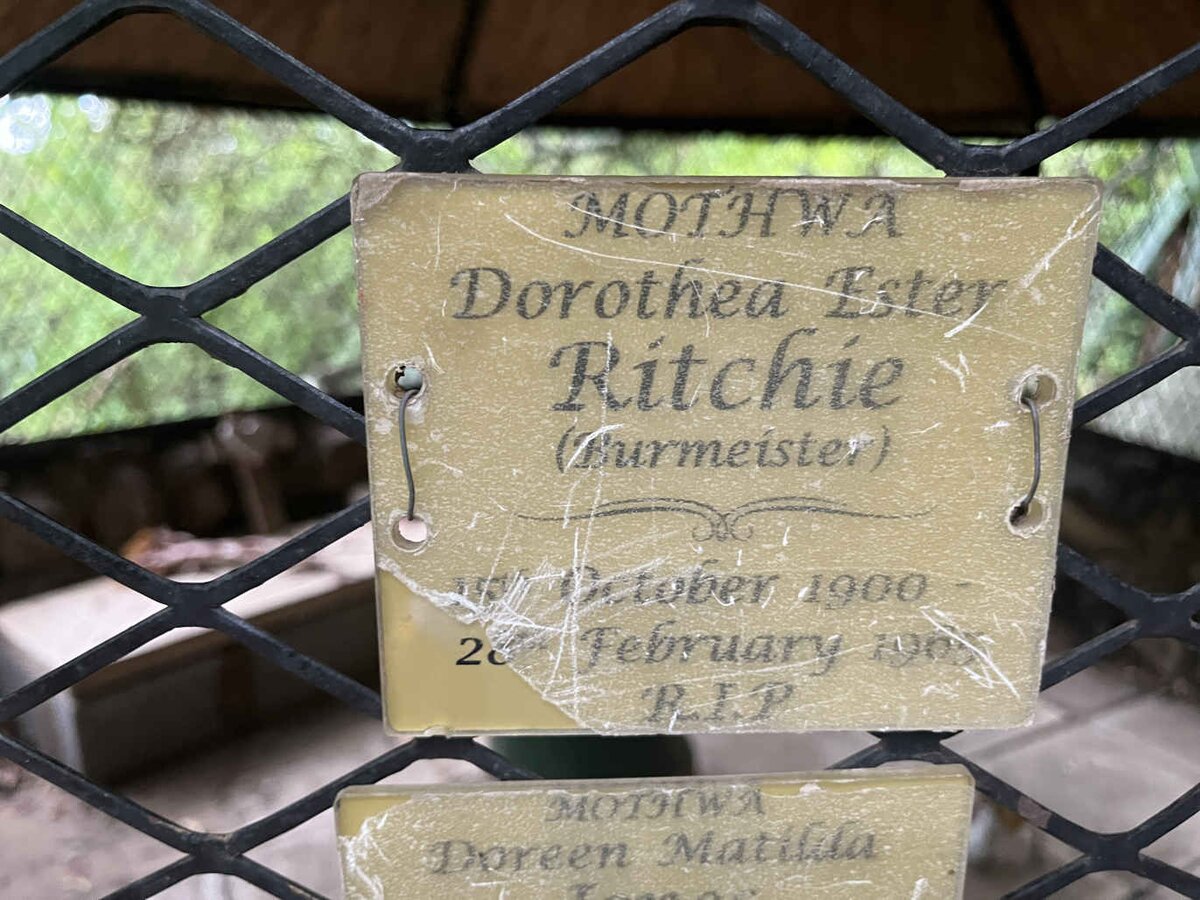 MOTHWA
Dorothea Ester
Ritchie
(Burmeister)
October 1900 -
February
R.I.P
MOTHWA
Doreen Matilda